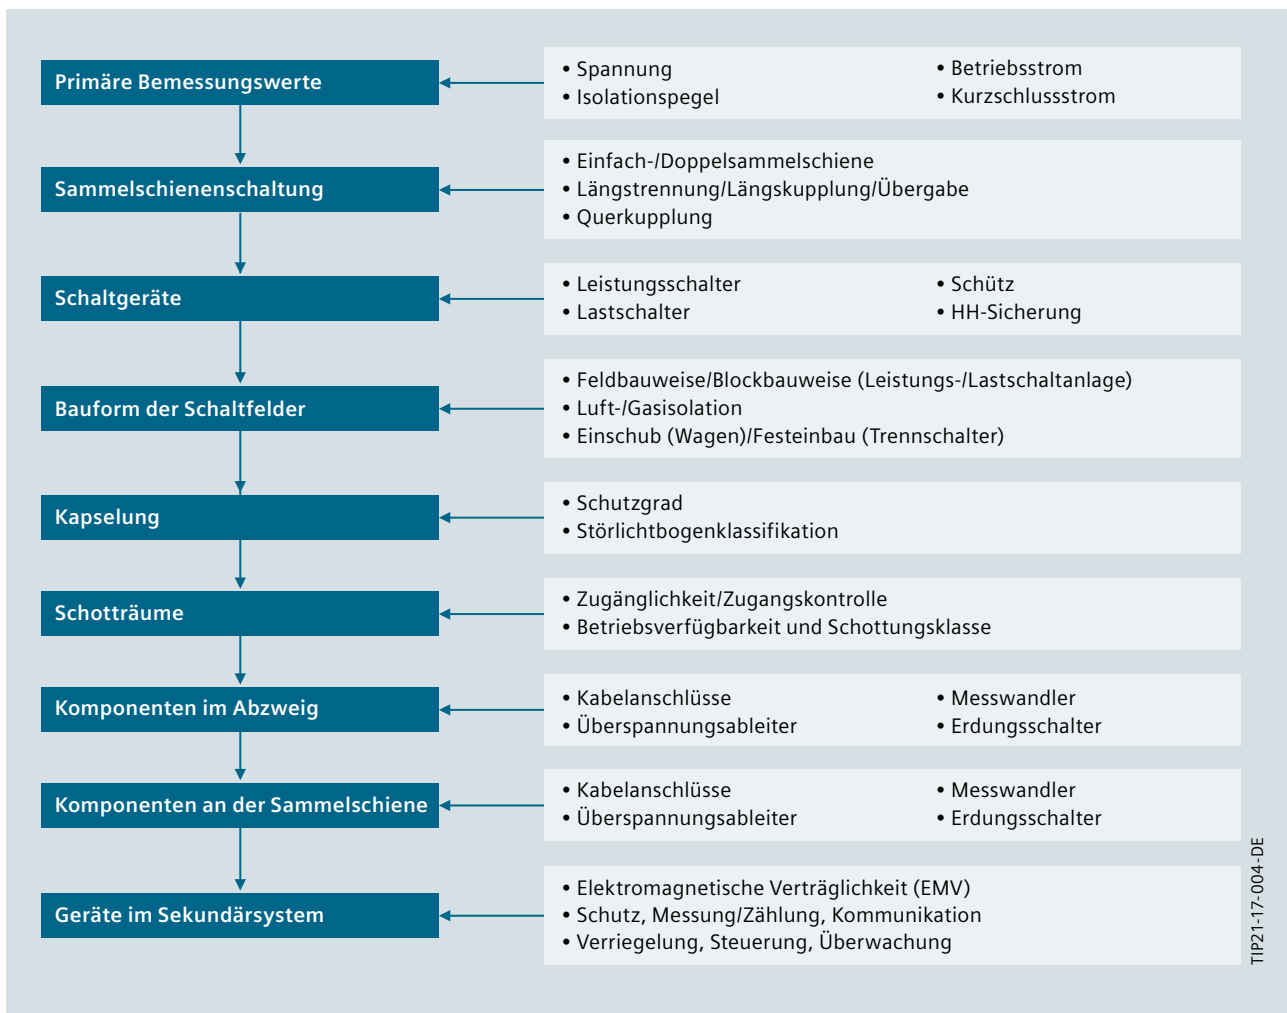 Primäre Bemessungswerte
• Spannung
• Isolationspegel
• Betriebsstrom
• Kurzschlussstrom
Sammelschienenschaltung
• Einfach-/Doppelsammelschiene
• Längstrennung/Längskupplung/Übergabe
• Querkupplung
Schaltgeräte
• Leistungsschalter
• Lastschalter
• Schütz
• HH-Sicherung
Bauform der Schaltfelder
• Feldbauweise/Blockbauweise (Leistungs-/Lastschaltanlage)
• Luft-/Gasisolation
• Einschub (Wagen)/Festeinbau (Trennschalter)
Kapselung
• Schutzgrad
• Störlichtbogenklassifikation
Schotträume
• Zugänglichkeit/Zugangskontrolle
• Betriebsverfügbarkeit und Schottungsklasse
Komponenten im Abzweig
• Kabelanschlüsse
• Überspannungsableiter
• Messwandler
• Erdungsschalter
Komponenten an der Sammelschiene
• Kabelanschlüsse
• Überspannungsableiter
• Messwandler
• Erdungsschalter
Geräte im Sekundärsystem
• Elektromagnetische Verträglichkeit (EMV)
• Schutz, Messung/Zählung, Kommunikation
• Verriegelung, Steuerung, Überwachung
TIP21-17-004-DE